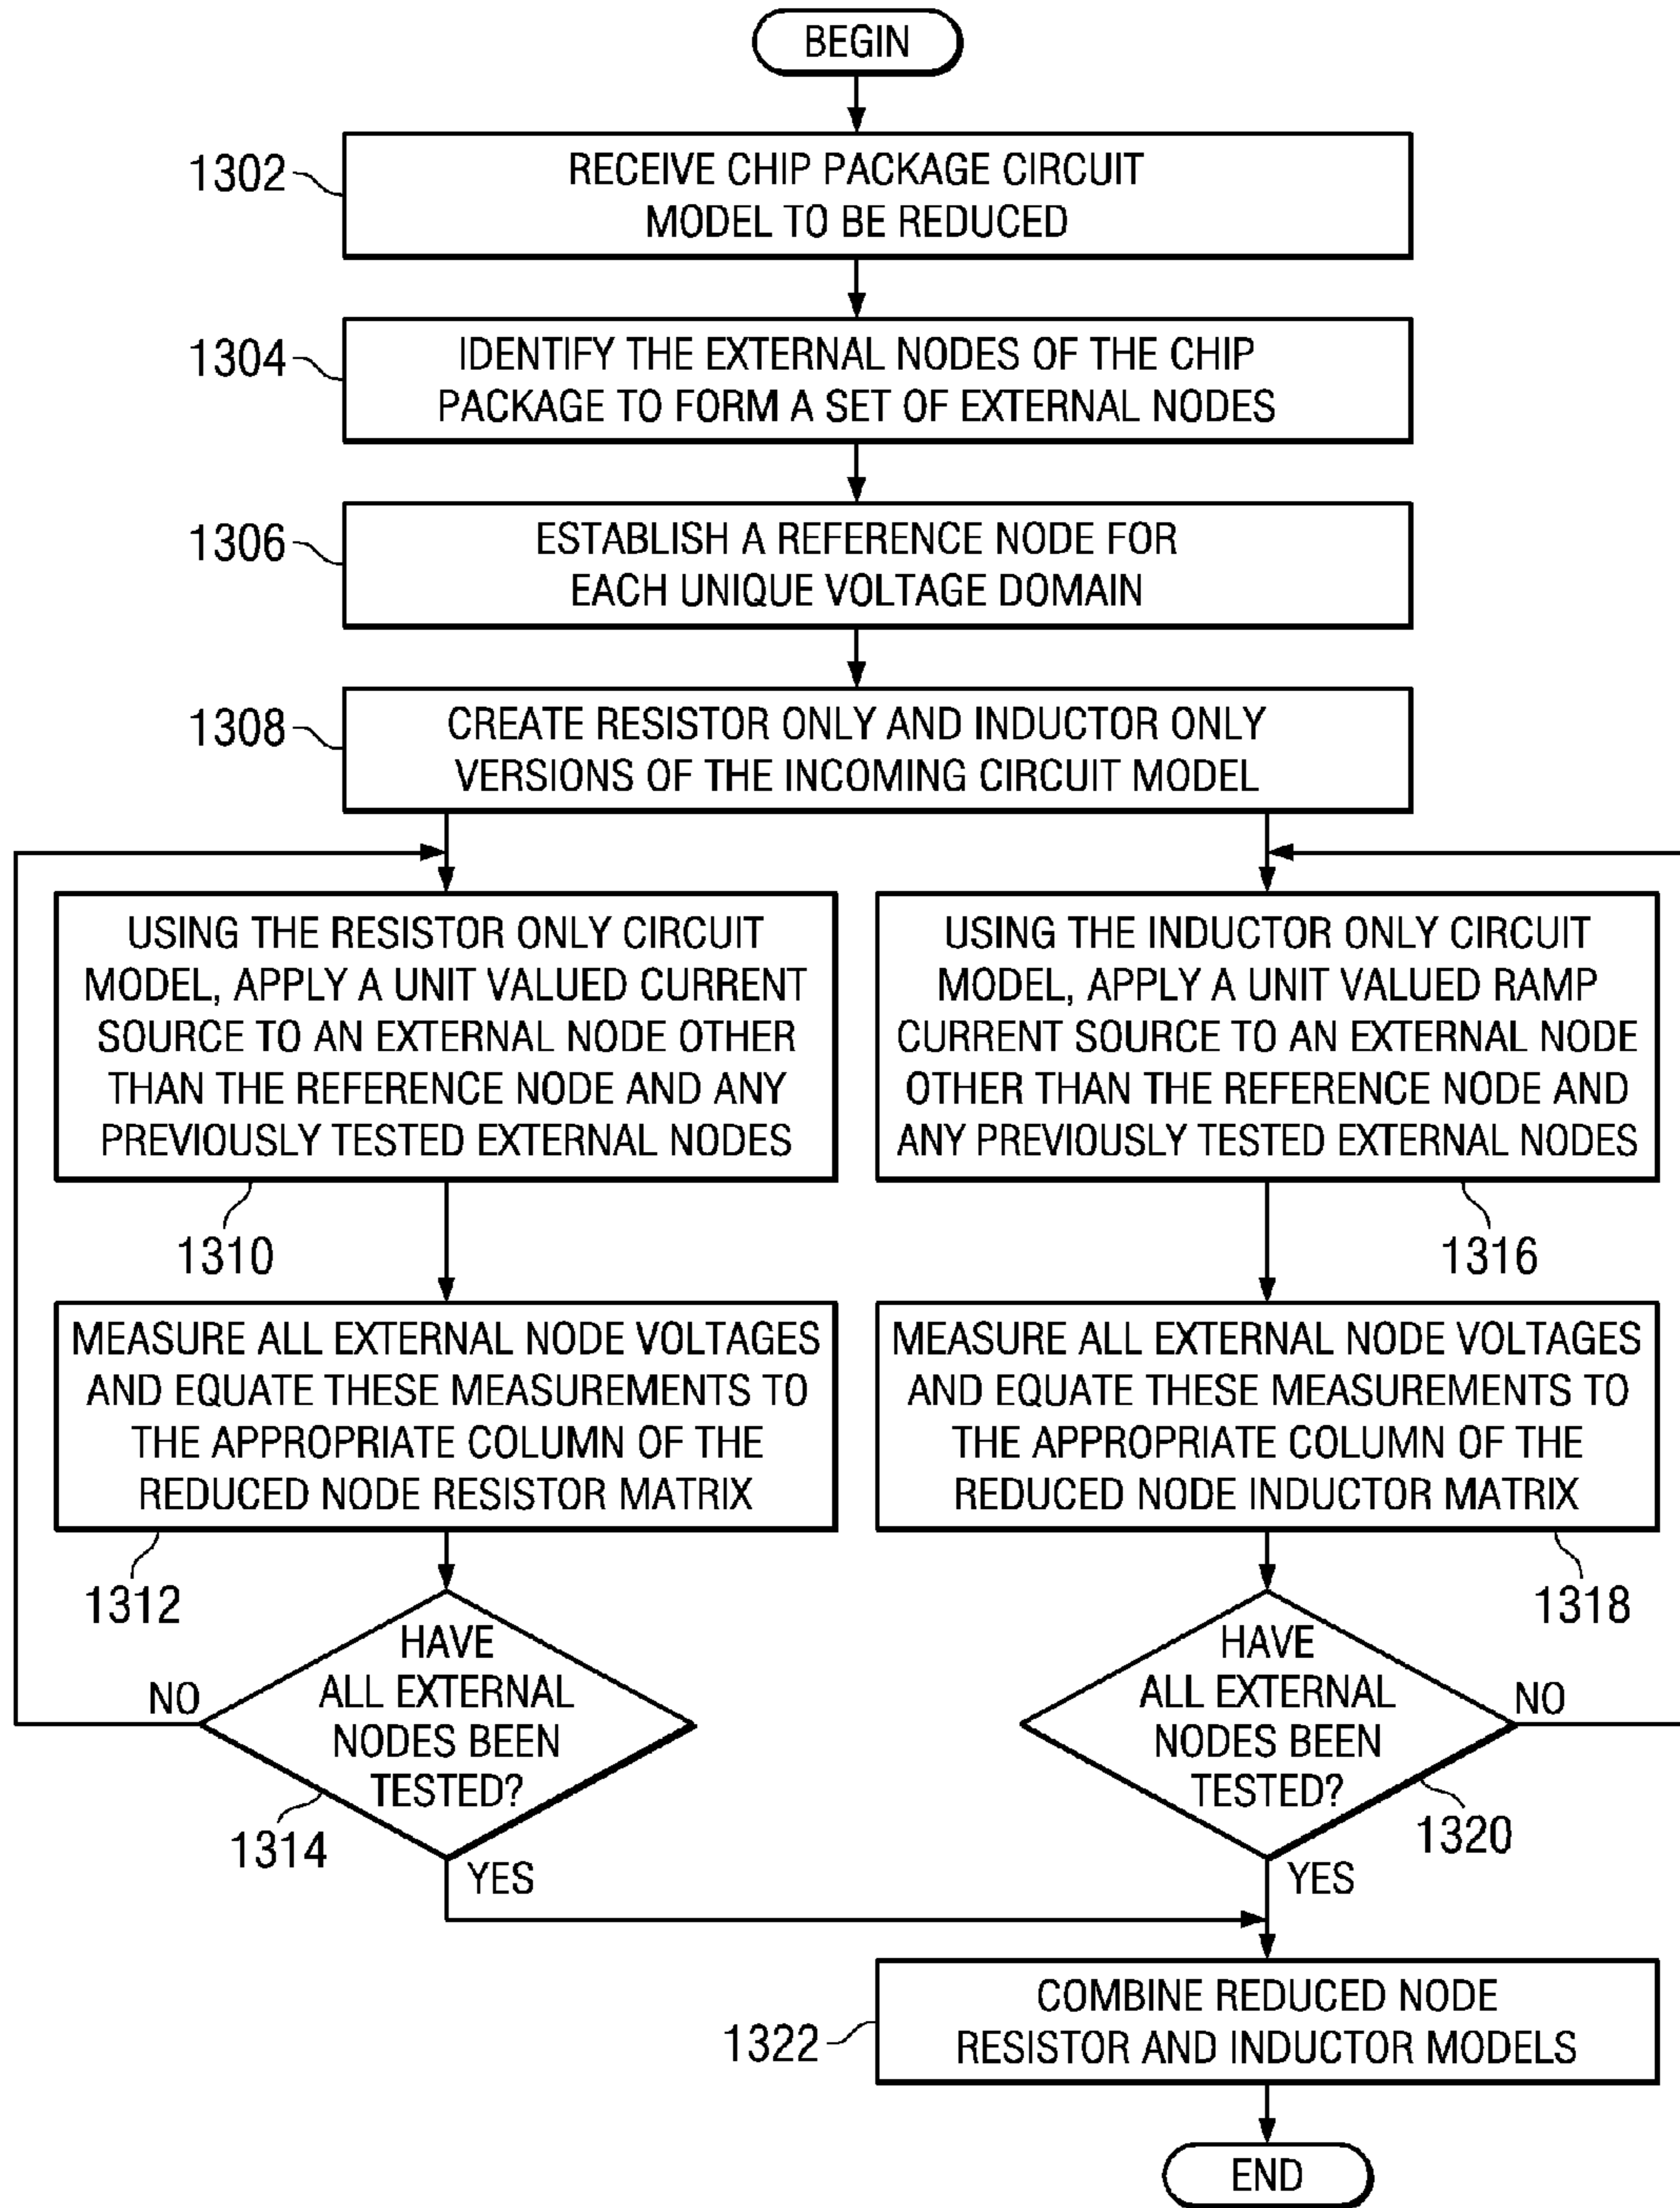 BEGIN
1302
RECEIVE CHIP PACKAGE CIRCUIT
MODEL TO BE REDUCED
1304
IDENTIFY THE EXTERNAL NODES OF THE CHIP
PACKAGE TO FORM A SET OF EXTERNAL NODES
1306
ESTABLISH A REFERENCE NODE FOR
EACH UNIQUE VOLTAGE DOMAIN
1308
CREATE RESISTOR ONLY AND INDUCTOR ONLY
VERSIONS OF THE INCOMING CIRCUIT MODEL
USING THE RESISTOR ONLY CIRCUIT
MODEL, APPLY A UNIT VALUED CURRENT
SOURCE TO AN EXTERNAL NODE OTHER
THAN THE REFERENCE NODE AND ANY
PREVIOUSLY TESTED EXTERNAL NODES
1310
MEASURE ALL EXTERNAL NODE VOLTAGES
AND EQUATE THESE MEASUREMENTS TO
THE APPROPRIATE COLUMN OF THE
REDUCED NODE RESISTOR MATRIX
1312
HAVE
ALL EXTERNAL
NODES BEEN
TESTED?
NO
1314
YES
USING THE INDUCTOR ONLY CIRCUIT
MODEL, APPLY A UNIT VALUED RAMP
CURRENT SOURCE TO AN EXTERNAL NODE
OTHER THAN THE REFERENCE NODE AND
ANY PREVIOUSLY TESTED EXTERNAL NODES
1316
MEASURE ALL EXTERNAL NODE VOLTAGES
AND EQUATE THESE MEASUREMENTS TO
THE APPROPRIATE COLUMN OF THE
REDUCED NODE INDUCTOR MATRIX
1318
HAVE
ALL EXTERNAL
NODES BEEN
TESTED?
NO
1320
YES
1322
COMBINE REDUCED NODE
RESISTOR AND INDUCTOR MODELS
END